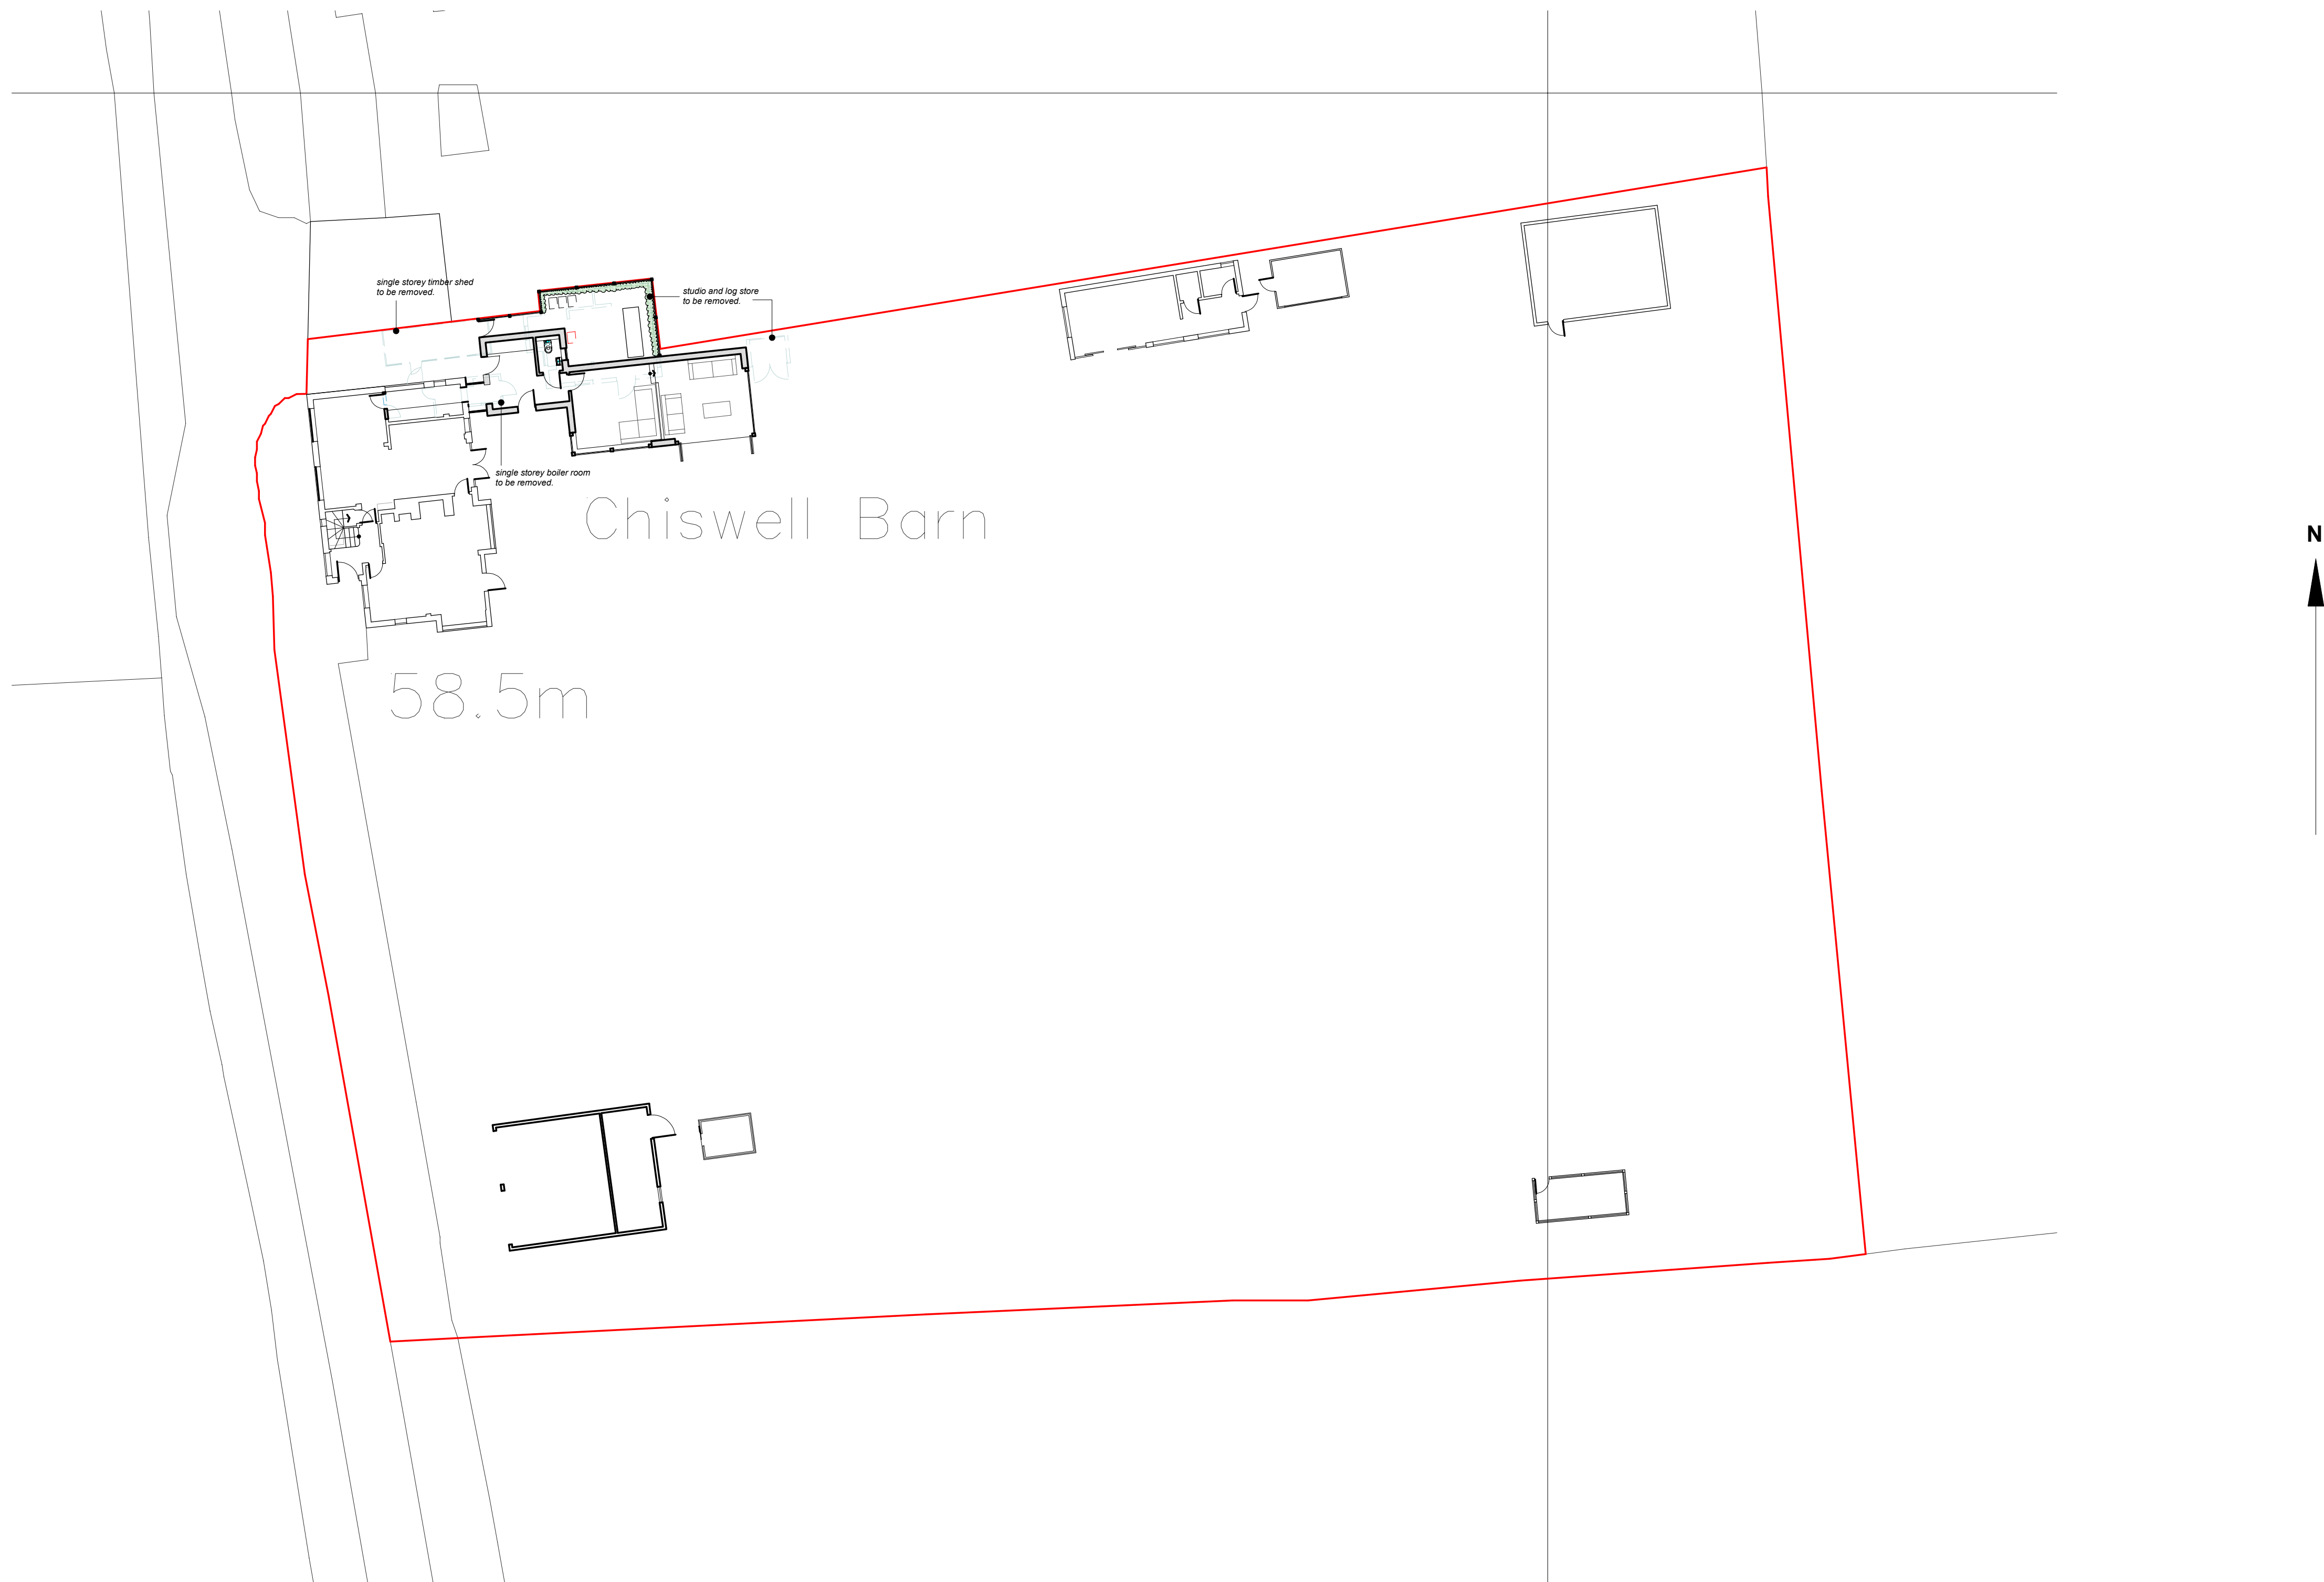 single storey timber shed
to be removed.
studio and log store
to be removed.
single storey boiler room
to be removed.
Chiswell Barn
N
58.5m